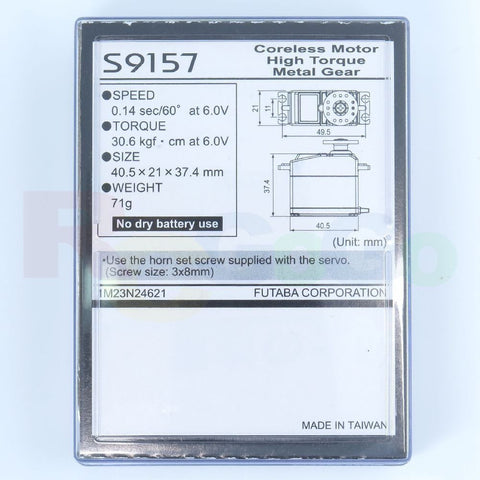 S9157
Coreless Motor
High Torque
Metal Gear
●SPEED
0.14 sec/60° at 6.0V
●TORQUE
30.6 kgf・cm at 6.0V
●SIZE
40.5×21×37.4 mm
●WEIGHT
71g
No dry battery use
21
11
49.5
37.4
40.5
(Unit: mm)
•Use the horn set screw supplied with the servo.
(Screw size: 3x8mm)
1M23N24621
FUTABA CORPORATION
MADE IN TAIWAN